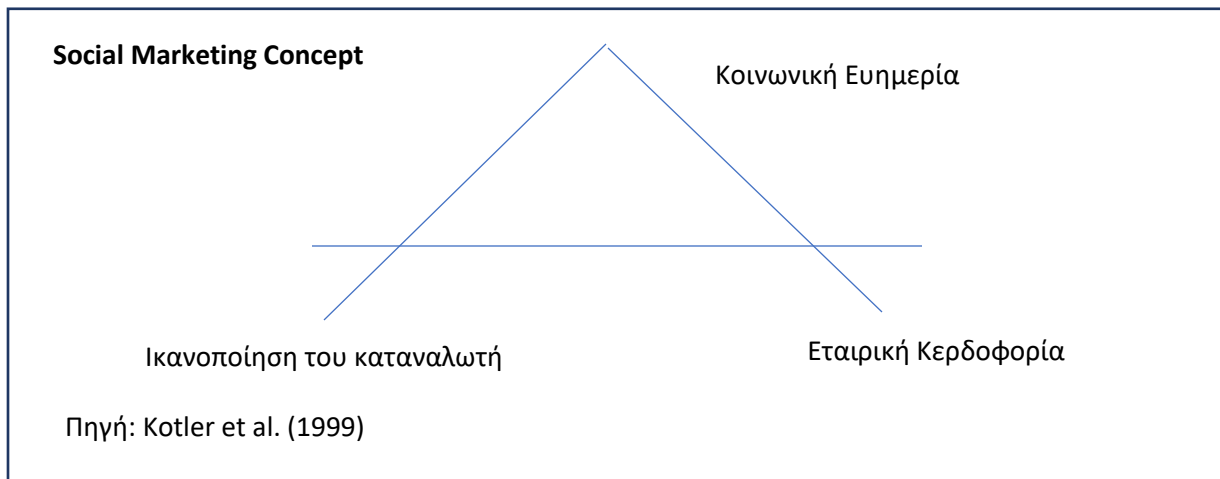 Social Marketing Concept
Κοινωνική Ευημερία
Ικανοποίηση του καταναλωτή
Εταιρική Κερδοφορία
Πηγή: Kotler et al. (1999)